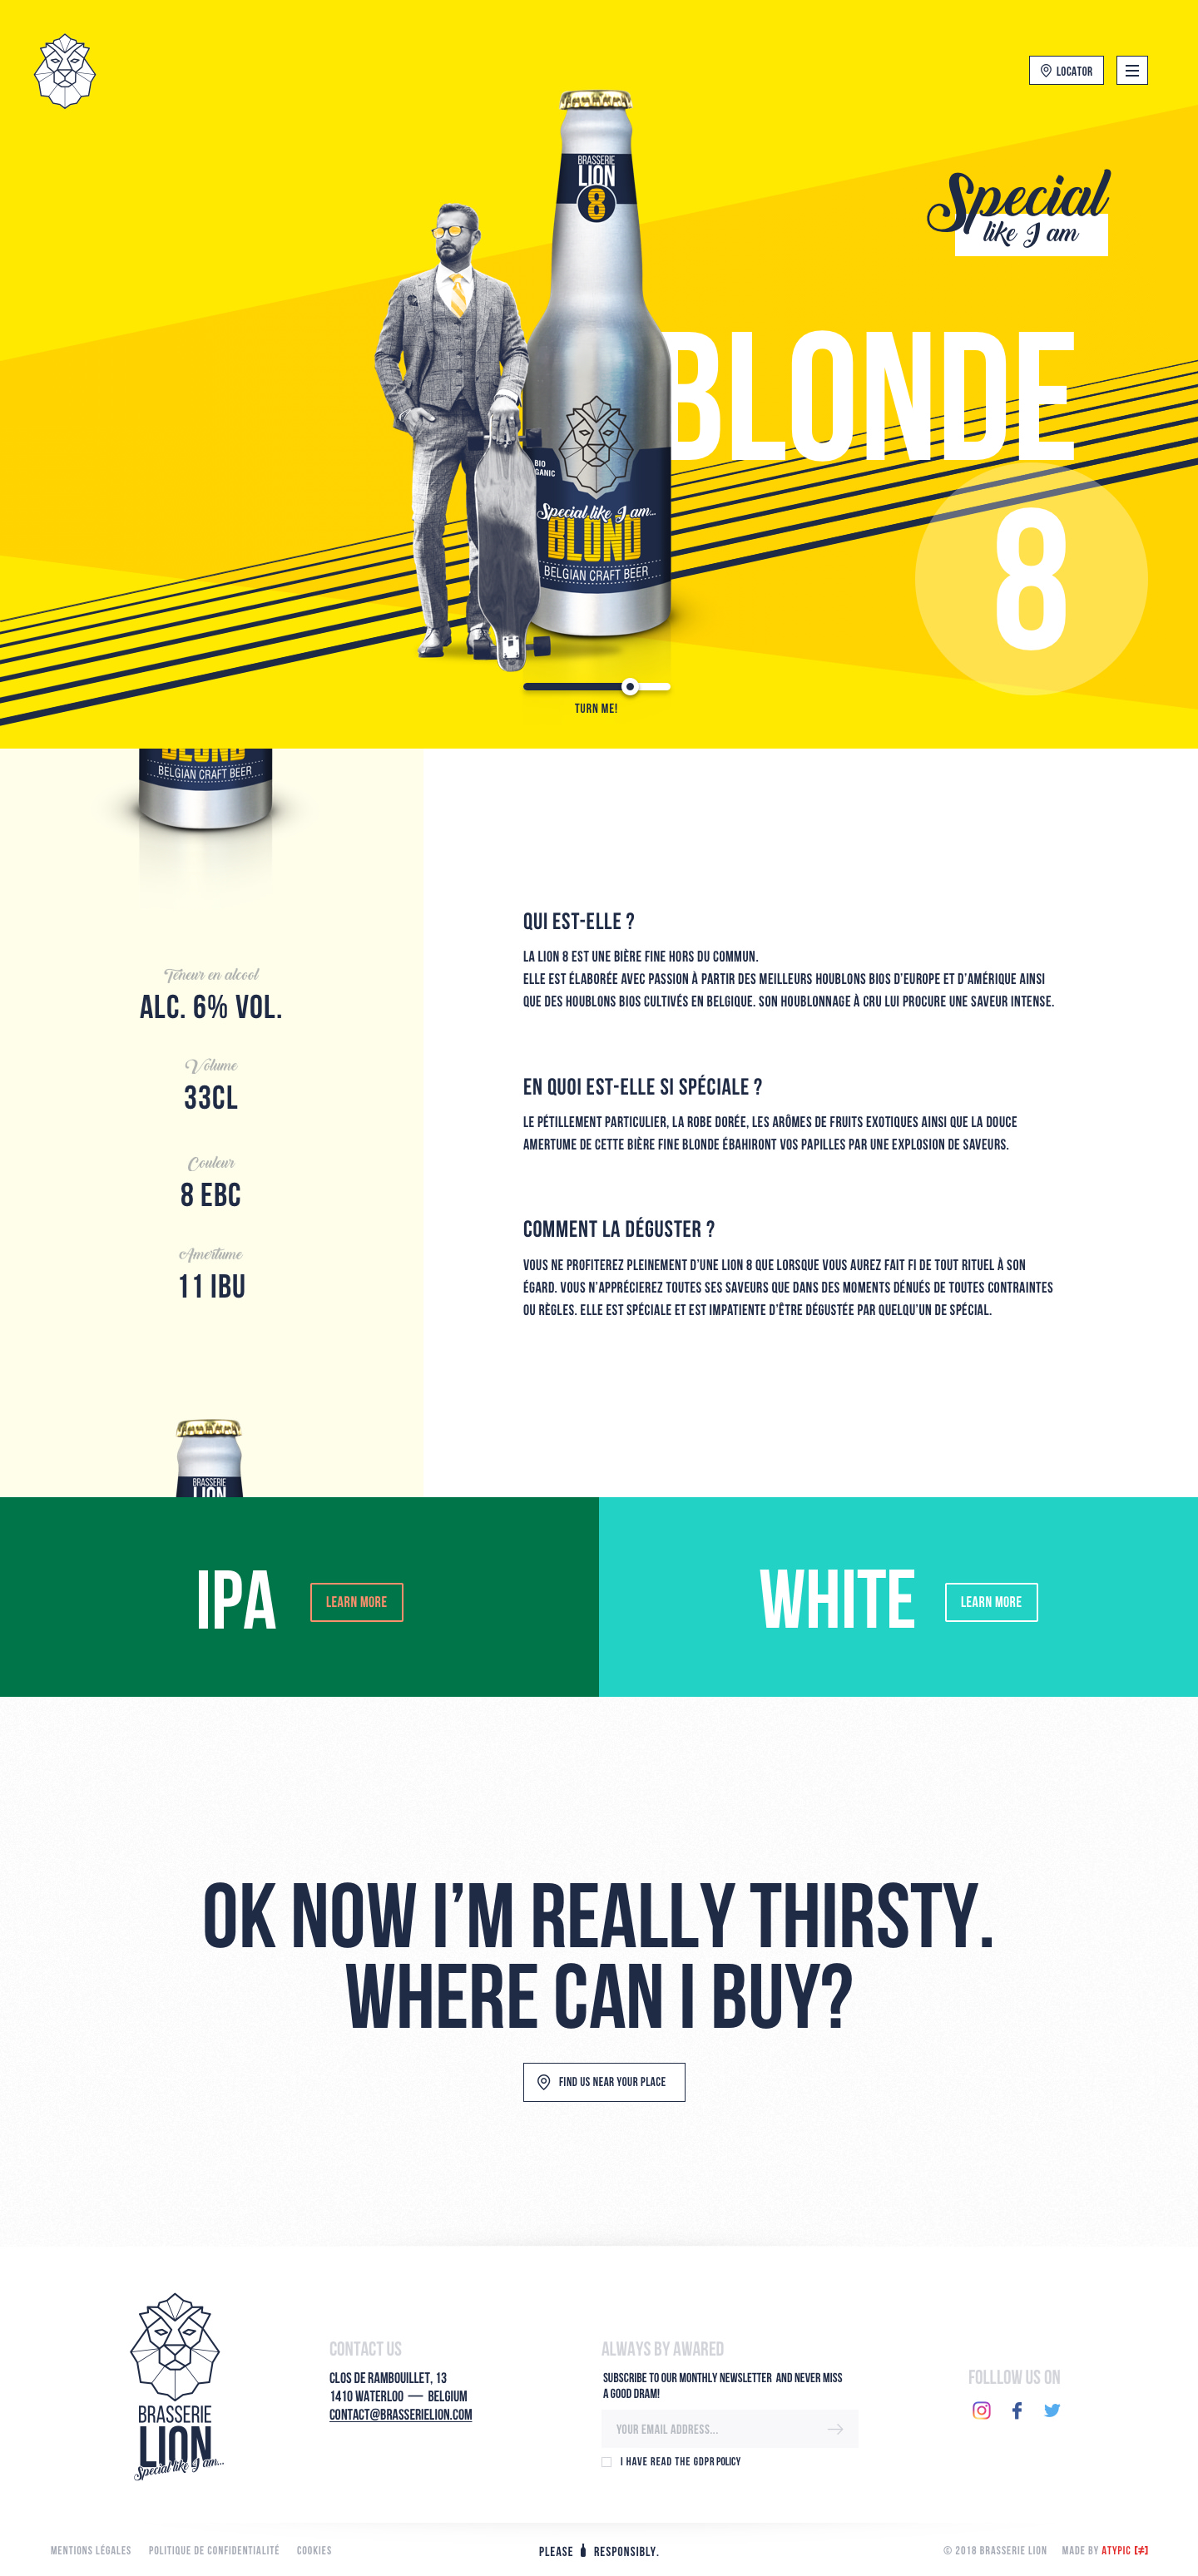 LOCATOR
BRASSERIE
LION
8
Special
like I am
BLONDE
8
BIO
GANIC
Special like I am...
BLOND
BELGIAN CRAFT BEER
TURN ME!
BLOND
BELGIAN CRAFT BEER
Teneur en alcool
ALC. 6% VOL.
Volume
33CL
Couleur
8 EBC
Amertume
11 IBU
QUI EST-ELLE ?
LA LION 8 EST UNE BIÈRE FINE HORS DU COMMUN.
ELLE EST ÉLABORÉE AVEC PASSION À PARTIR DES MEILLEURS HOUBLONS BIOS D'EUROPE ET D'AMÉRIQUE AINSI
QUE DES HOUBLONS BIOS CULTIVÉS EN BELGIQUE. SON HOUBLONNAGE À CRU LUI PROCURE UNE SAVEUR INTENSE.
EN QUOI EST-ELLE SI SPÉCIALE ?
LE PÉTILLEMENT PARTICULIER, LA ROBE DORÉE, LES ARÔMES DE FRUITS EXOTIQUES AINSI QUE LA DOUCE
AMERTUME DE CETTE BIÈRE FINE BLONDE ÉBAHIRONT VOS PAPILLES PAR UNE EXPLOSION DE SAVEURS.
COMMENT LA DÉGUSTER ?
VOUS NE PROFITEREZ PLEINEMENT D'UNE LION 8 QUE LORSQUE VOUS AUREZ FAIT FI DE TOUT RITUEL À SON
ÉGARD. VOUS N'APPRÉCIEREZ TOUTES SES SAVEURS QUE DANS DES MOMENTS DÉNUÉS DE TOUTES CONTRAINTES
OU RÈGLES. ELLE EST SPÉCIALE ET EST IMPATIENTE D'ÊTRE DÉGUSTÉE PAR QUELQU'UN DE SPÉCIAL.
BRASSERIE
LION
IPA
LEARN MORE
WHITE
LEARN MORE
OK NOW I'M REALLY THIRSTY.
WHERE CAN I BUY?
FIND US NEAR YOUR PLACE
BRASSERIE
LION
Special like I am...
CONTACT US
CLOS DE RAMBOUILLET, 13
1410 WATERLOO — BELGIUM
CONTACT@BRASSERIELION.COM
ALWAYS BY AWARED
SUBSCRIBE TO OUR MONTHLY NEWSLETTER AND NEVER MISS
A GOOD DRAM!
YOUR EMAIL ADDRESS...
I HAVE READ THE GDPR POLICY
FOLLLOW US ON
MENTIONS LÉGALES POLITIQUE DE CONFIDENTIALITÉ COOKIES
PLEASE RESPONSIBLY.
© 2018 BRASSERIE LION MADE BY ATYPIC [≠]